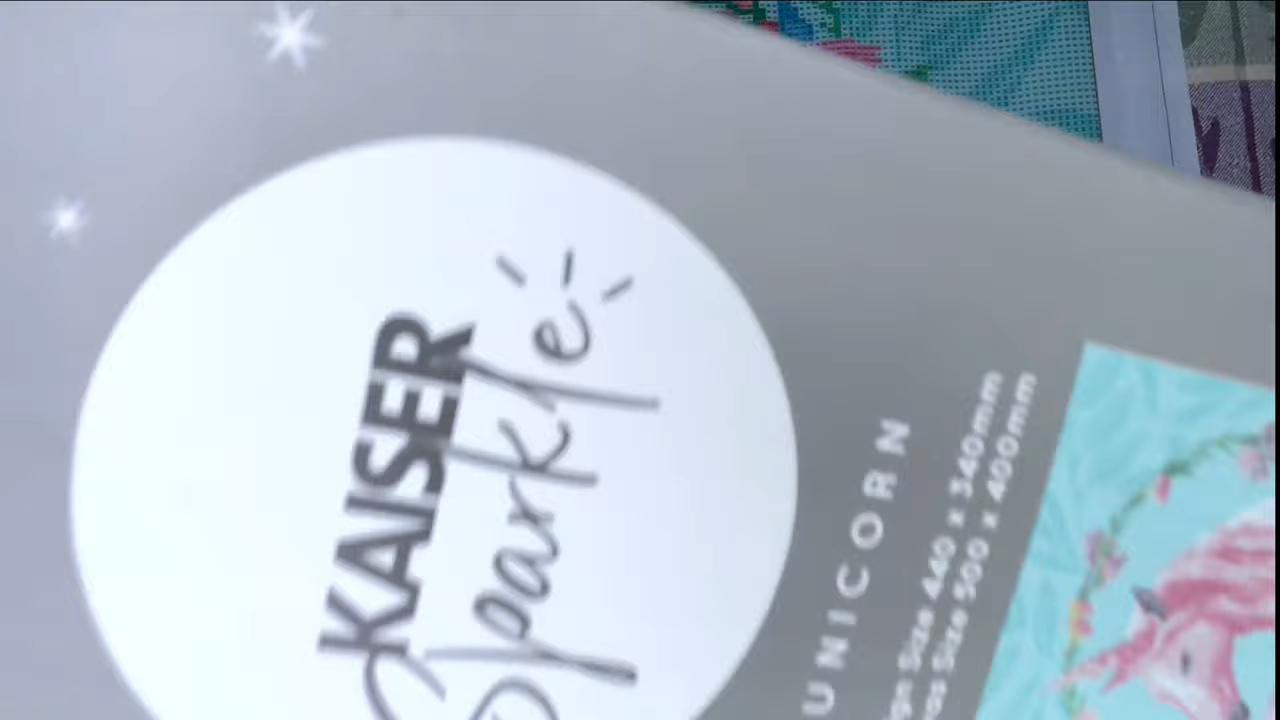 KAISER
Sparkle
UNICORN
Size 440 x 340mm
Size 500 x 400mm